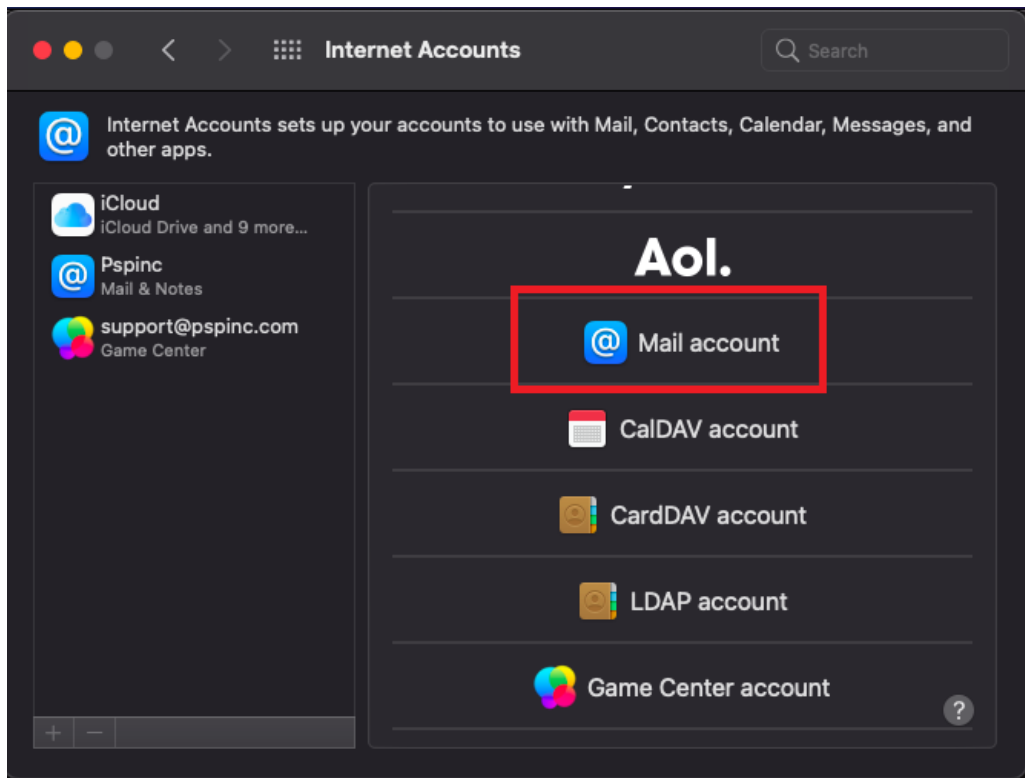 Internet Accounts
Search
Internet Accounts sets up your accounts to use with Mail, Contacts, Calendar, Messages, and
other apps.
iCloud
iCloud Drive and 9 more...
Pspinc
Mail & Notes
support@pspinc.com
Game Center
Aol.
Mail account
CalDAV account
CardDAV account
LDAP account
Game Center account
?